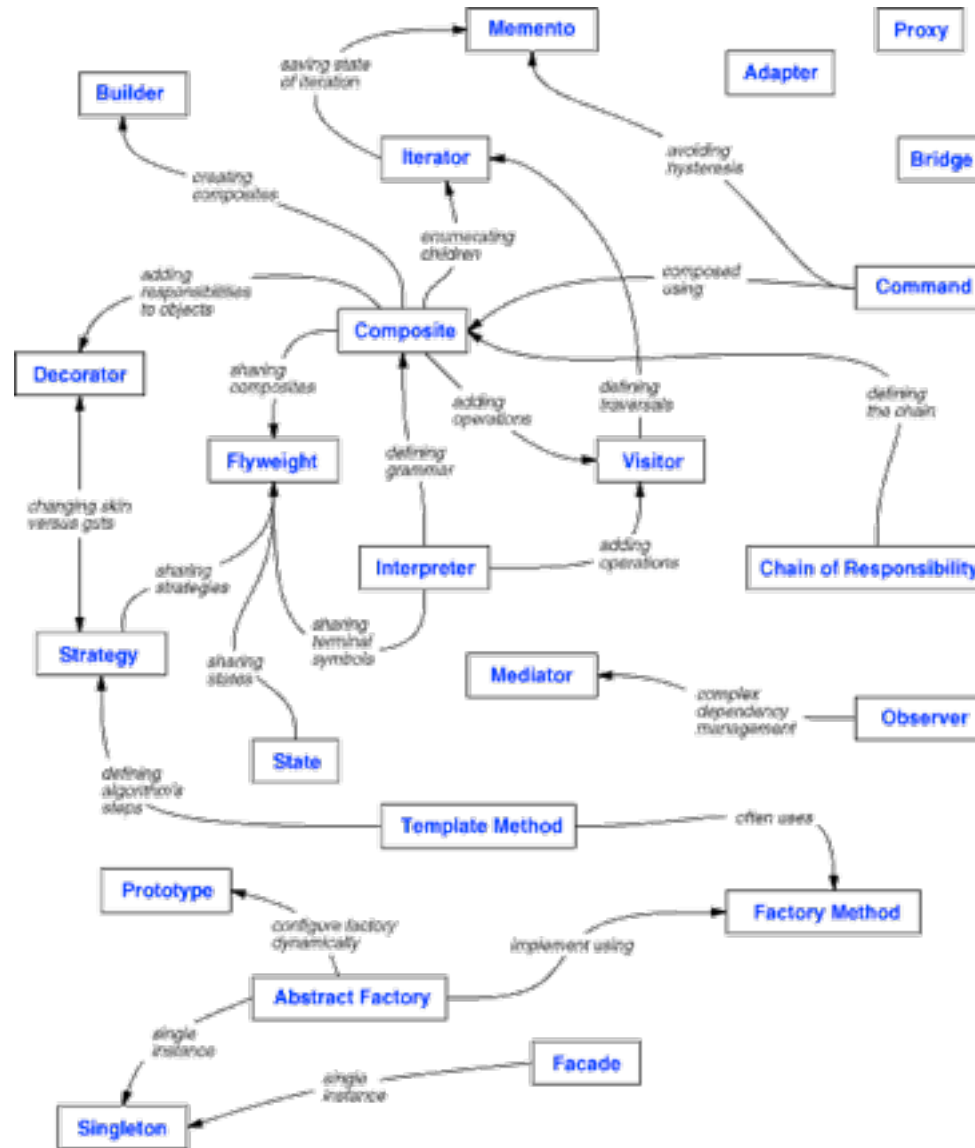 Memento
Proxy
saving state
of iteration
Adapter
Builder
Iterator
avoiding
hysteresis
Bridge
creating
composites
enumerating
children
adding
responsibilities
to objects
composed
using
Command
Composite
Decorator
sharing
composites
adding
operations
defining
traversals
defining
the chain
defining
grammar
Flyweight
Visitor
changing skin
versus guts
sharing
strategies
Interpreter
adding
operations
Chain of Responsibility
sharing
terminal
symbols
Strategy
sharing
states
Mediator
complex
dependency
management
Observer
State
defining
algorithm's
steps
Template Method
often uses
Prototype
Factory Method
configure factory
dynamically
implement using
Abstract Factory
single
instance
Facade
single
instance
Singleton